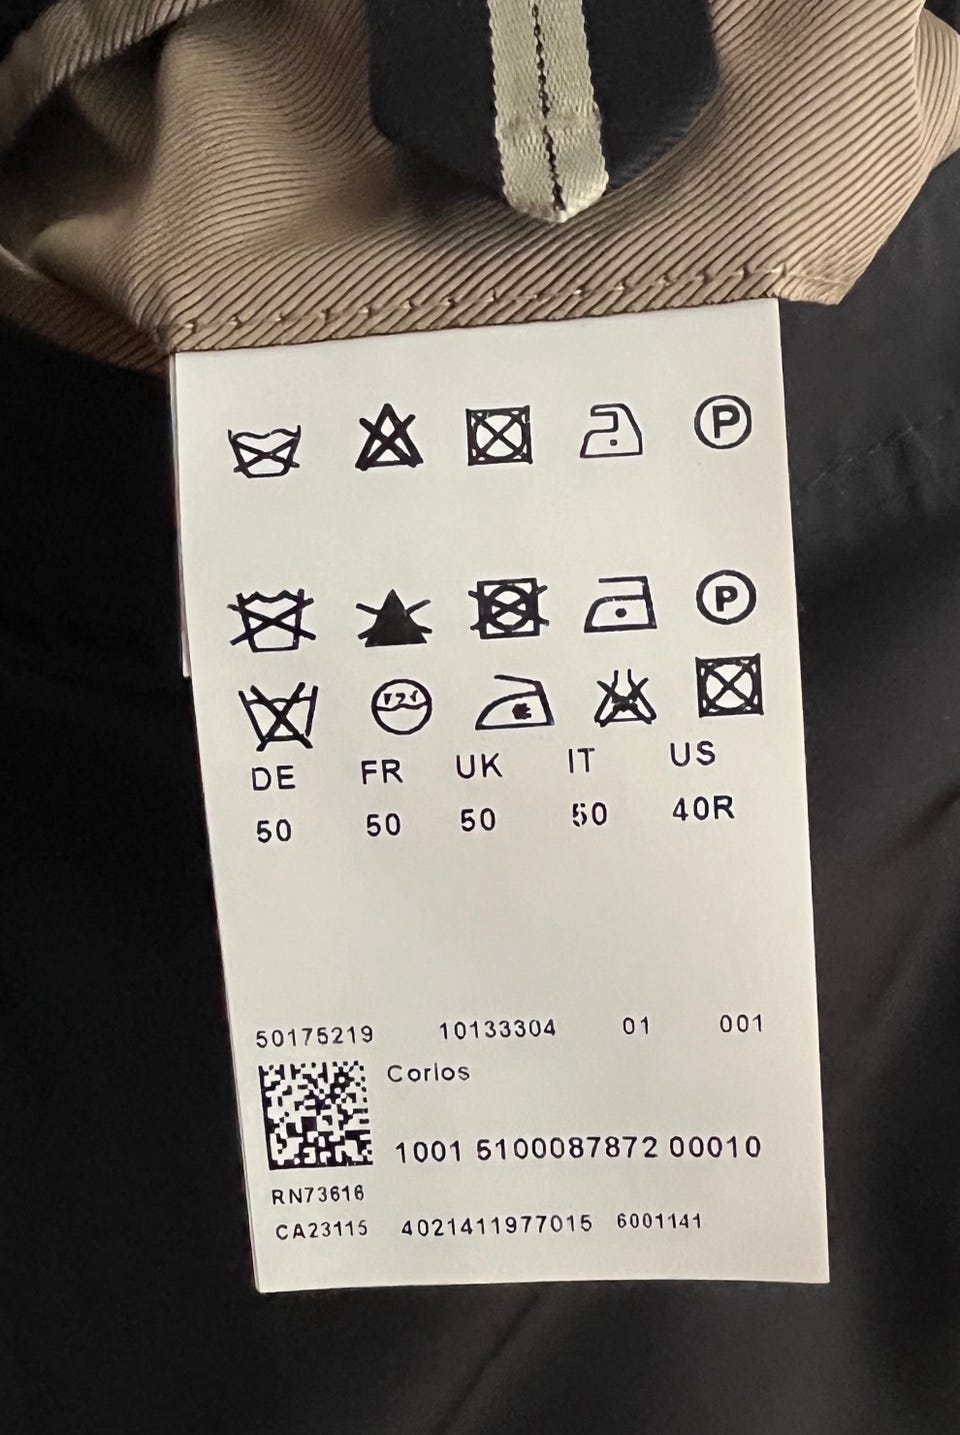 P
P
DE FR UK IT US
50 50 50 50 40R
50175219 10133304 01 001
Corlos
1001 5100087872 00010
RN73616
CA23115 4021411977015 6001141